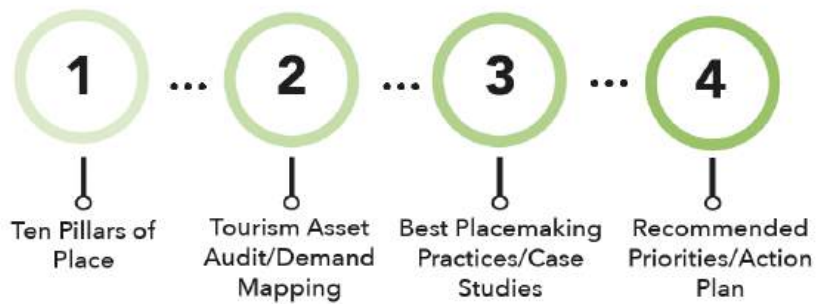 1 ... 2 ... 3 ... 4
Ten Pillars of
Place
Tourism Asset
Audit/Demand
Mapping
Best Placemaking
Practices/Case
Studies
Recommended
Priorities/Action
Plan